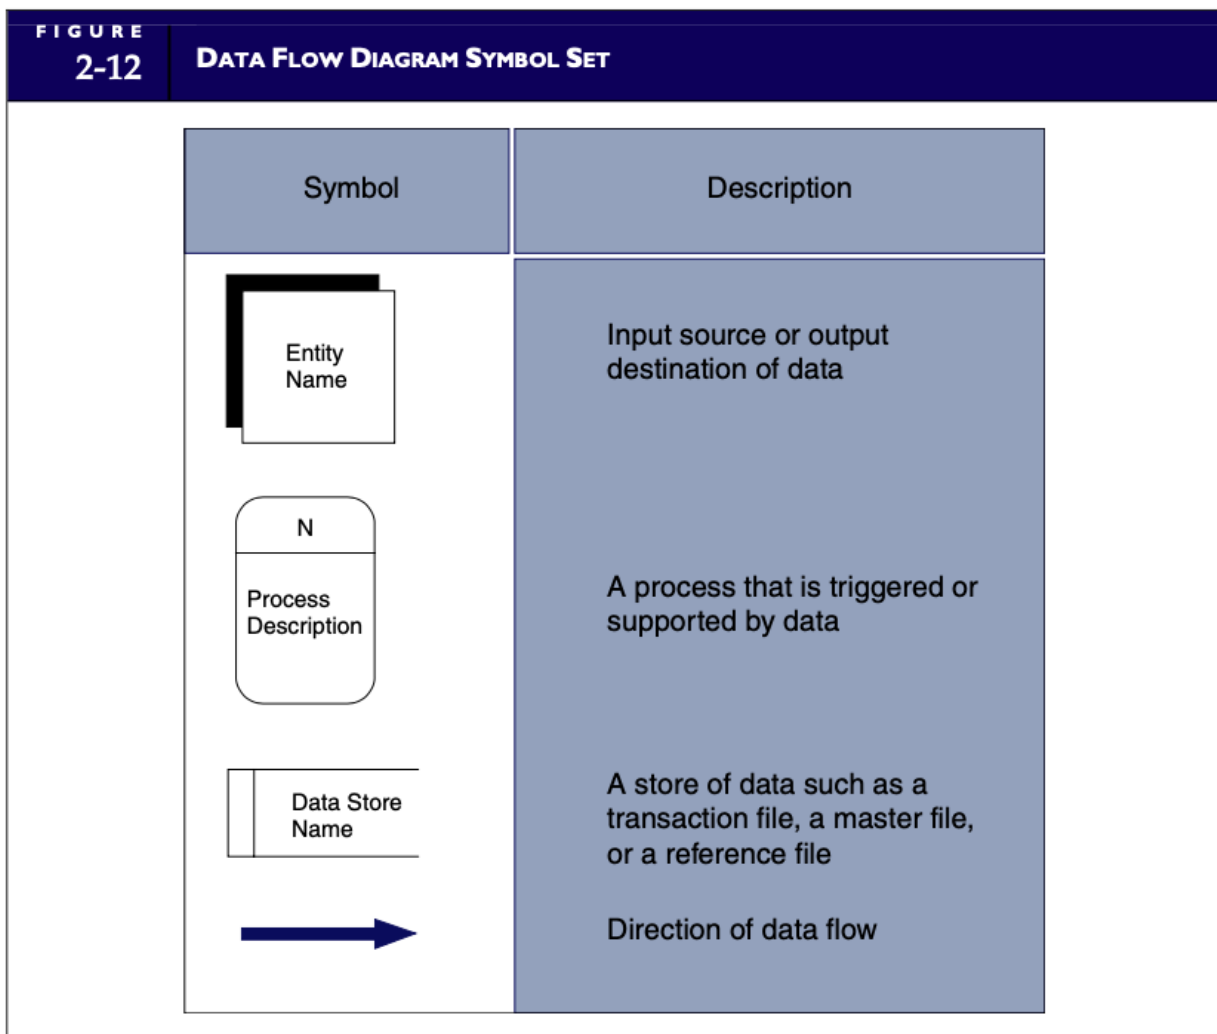 FIGURE
2-12
DATA FLOW DIAGRAM SYMBOL SET
Symbol
Description
Entity
Name
Input source or output
destination of data
N
Process
Description
A process that is triggered or
supported by data
Data Store
Name
A store of data such as a
transaction file, a master file,
or a reference file
Direction of data flow